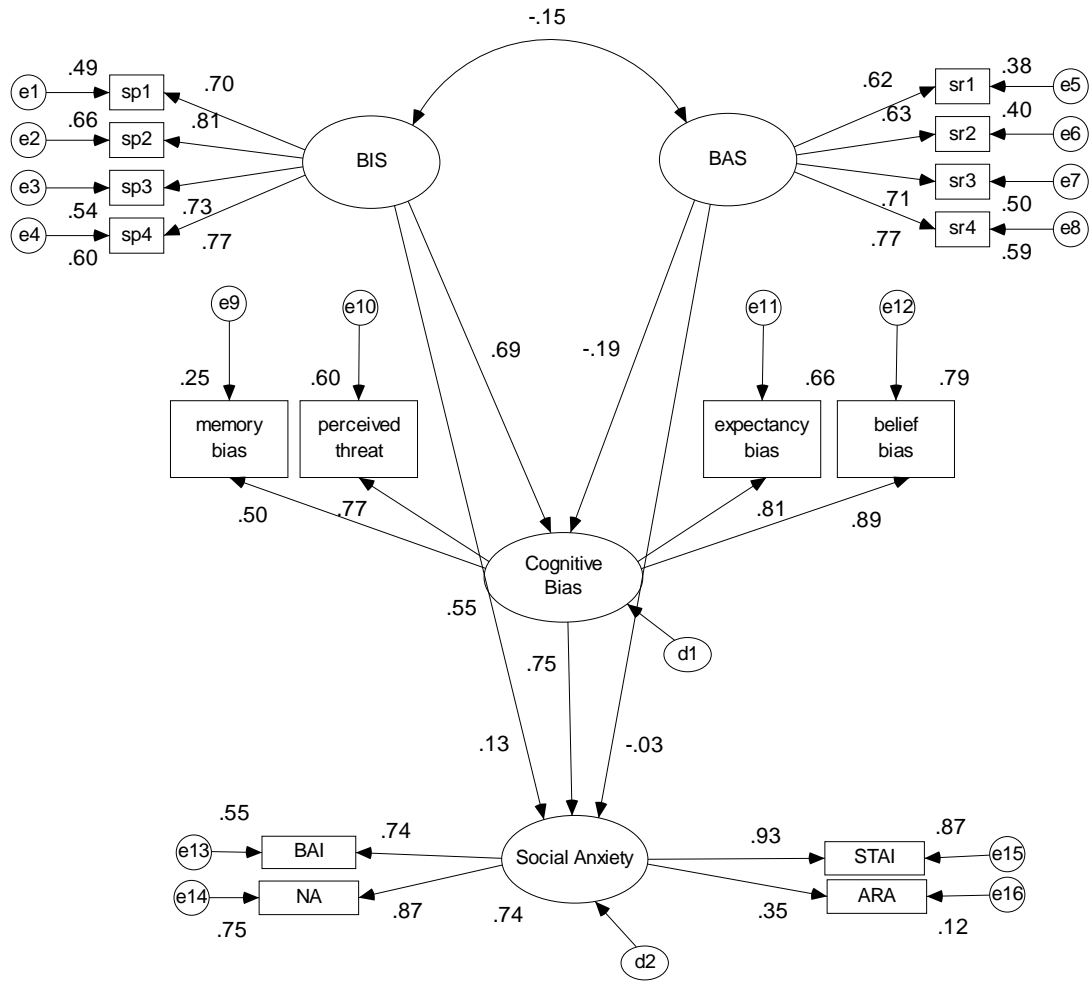 -.15
.49
.70
.62
.38
e1
sp1
sr1
e5
.66
.81
.63
.40
e2
sp2
sr2
e6
BIS
BAS
e3
sp3
sr3
e7
.54
.73
.71
.50
e4
sp4
sr4
e8
.60
.77
.77
.59
e9
e10
e11
e12
.69
-.19
.25
.60
.66
.79
memory
bias
perceived
threat
expectancy
bias
belief
bias
.50
.77
.81
.89
Cognitive
Bias
.55
d1
.75
.13
-.03
.55
.74
.93
.87
e13
BAI
Social Anxiety
STAI
e15
e14
NA
ARA
e16
.75
.87
.74
.35
.12
d2